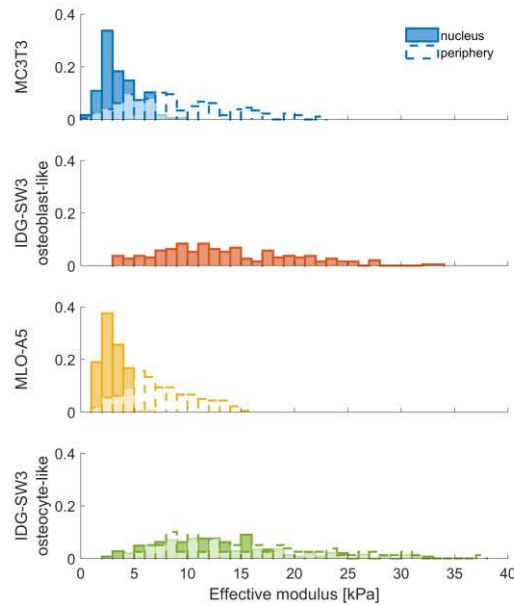 0.4
nucleus
periphery
MC3T3
0.2
0
0.4
IDG-SW3
osteoblast-like
0.2
0
0.4
MLO-A5
0.2
0
0.4
IDG-SW3
osteocyte-like
0.2
0
0 5 10 15 20 25 30 35 40
Effective modulus [kPa]